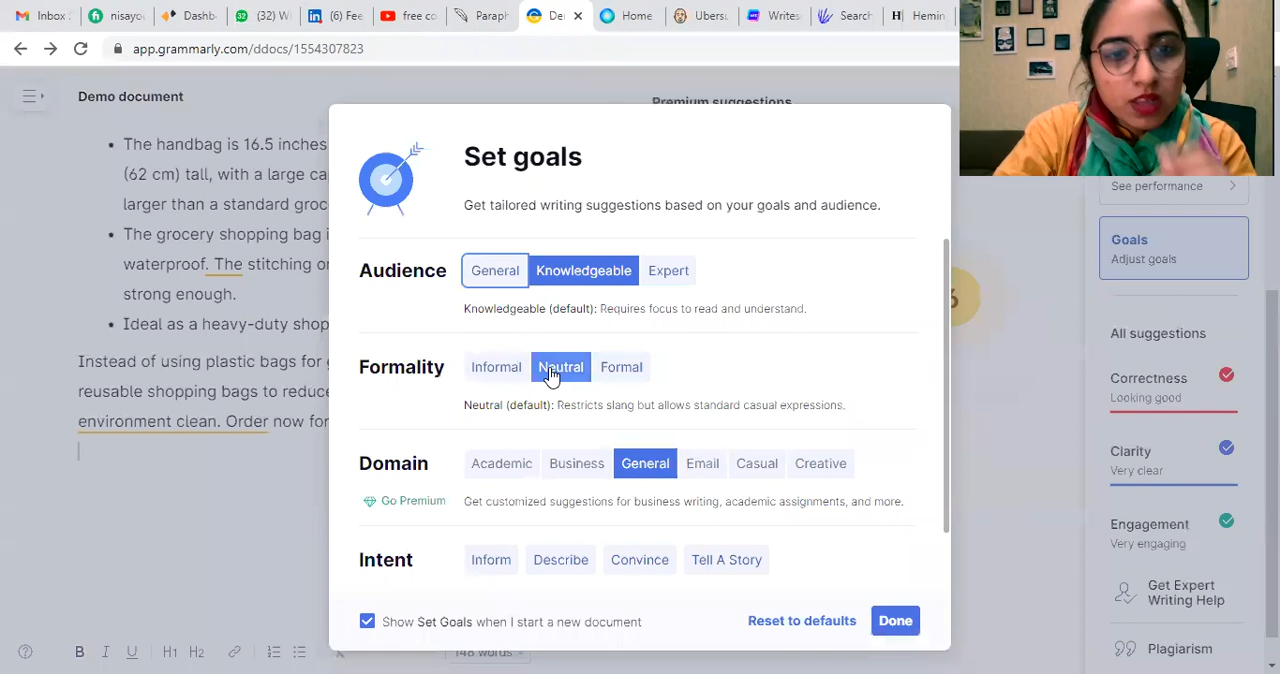 Inbox
nisayo
Dashb
(32) W
(6) Fee
free co
Paraph
De
Home
Ubersu
Writes
Search
Hemin
app.grammarly.com/ddocs/1554307823
Demo document
Premium suggestions
The handbag is 16.5 inches
(62 cm) tall, with a large ca
larger than a standard groc
The grocery shopping bag i
waterproof. The stitching or
strong enough.
Ideal as a heavy-duty shop
Instead of using plastic bags for g
reusable shopping bags to reduce
environment clean. Order now for
B I U H1 H2
148 words
Set goals
Get tailored writing suggestions based on your goals and audience.
Audience General Knowledgeable Expert
Knowledgeable (default): Requires focus to read and understand.
Formality Informal Neutral Formal
Neutral (default): Restricts slang but allows standard casual expressions.
Domain Academic Business General Email Casual Creative
Go Premium Get customized suggestions for business writing, academic assignments, and more.
Intent Inform Describe Convince Tell A Story
Show Set Goals when I start a new document
Reset to defaults Done
See performance
Goals
Adjust goals
All suggestions
Correctness
Looking good
Clarity
Very clear
Engagement
Very engaging
Get Expert
Writing Help
Plagiarism